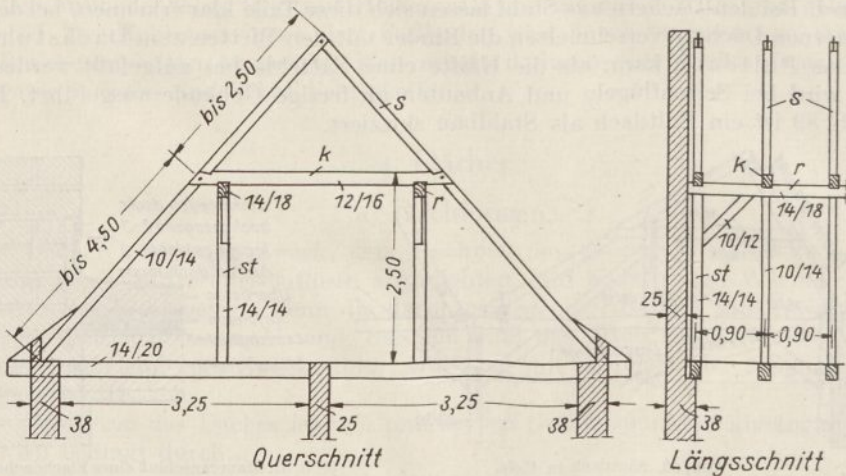 bis 2,50
s
k
14/18
12/16
r
bis 4,50
10/14
st
14/14
2,50
14/20
38
3,25
25
3,25
38
Querschnitt
s
k
r
14/18
10/12
st
14/14
10/14
25
0,90
0,90
38
Längsschnitt